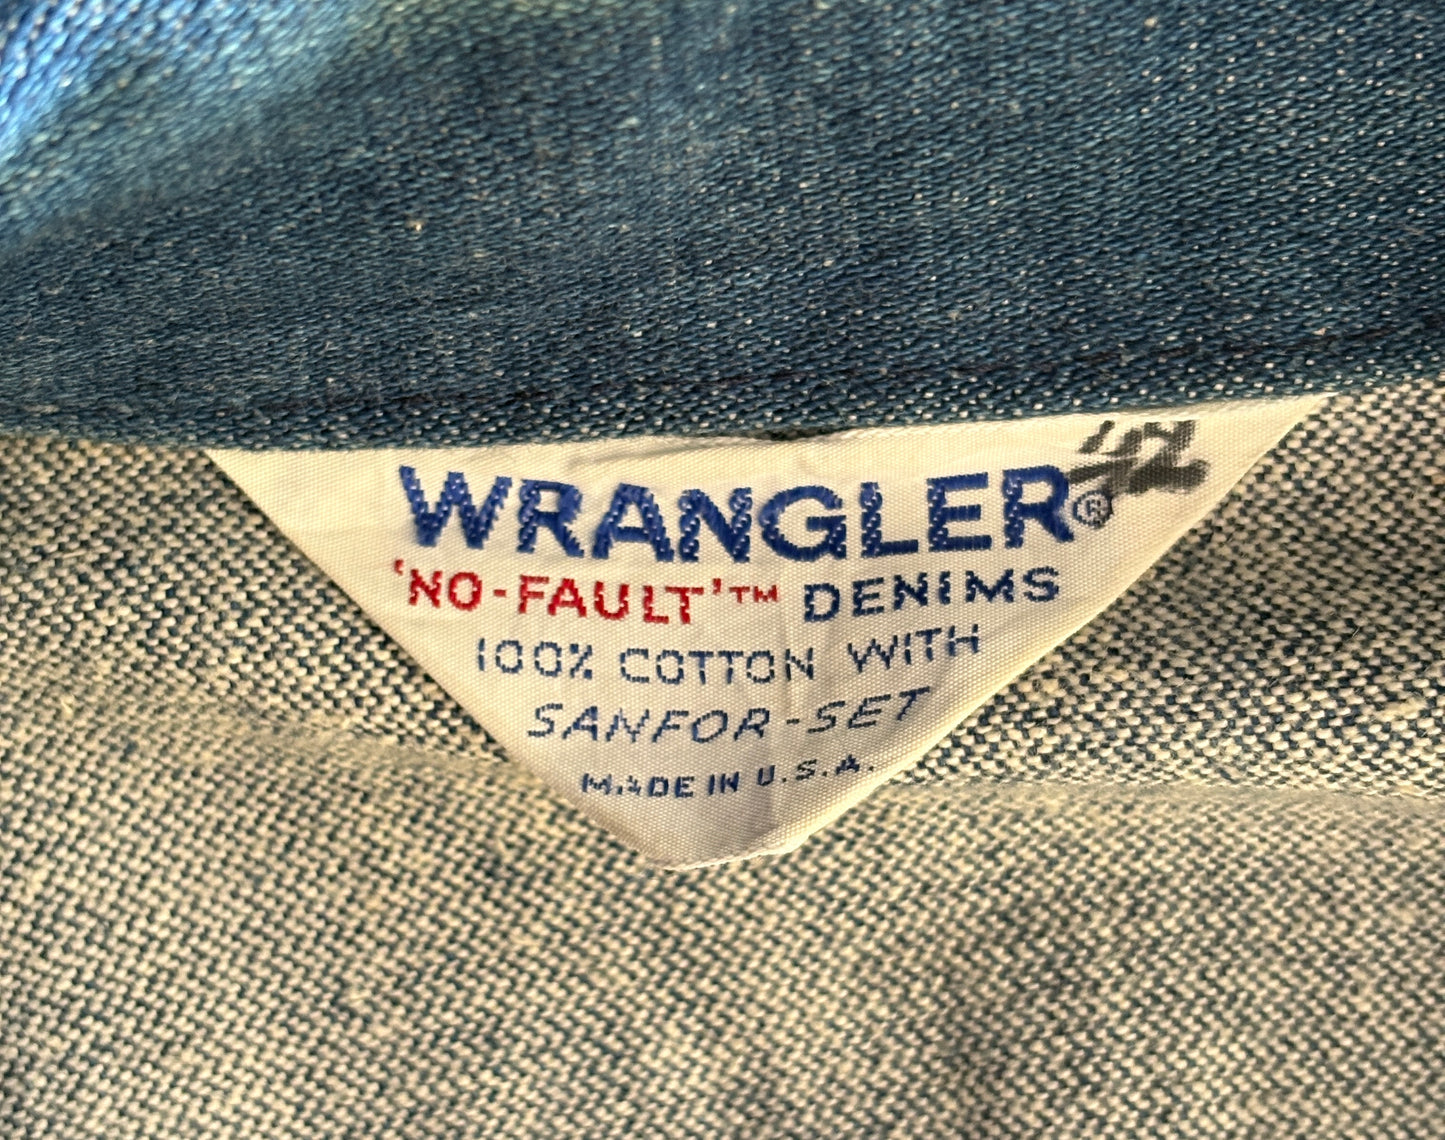 WRANGLER®
'NO-FAULT'™ DENIMS
100% COTTON WITH
SANFOR-SET
MADE IN U.S.A.